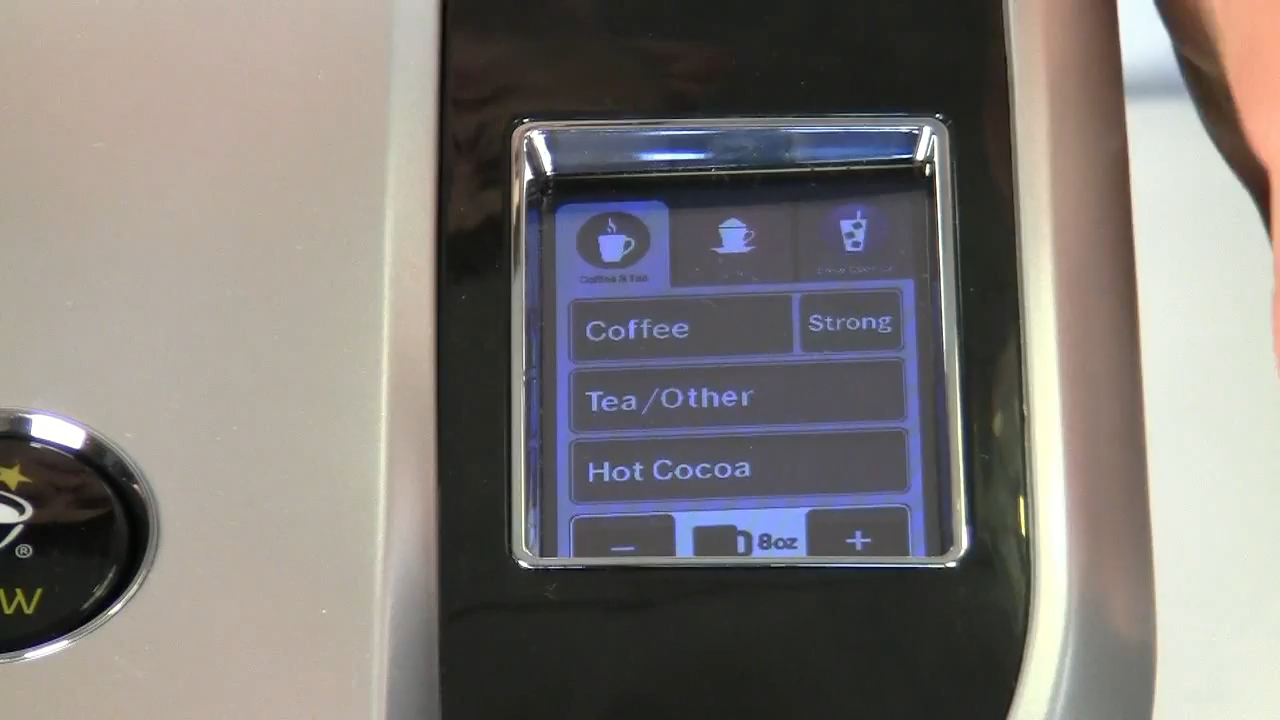 Coffee & Tea
Coffee
Strong
Tea/Other
Hot Cocoa
− 8oz +
®
W